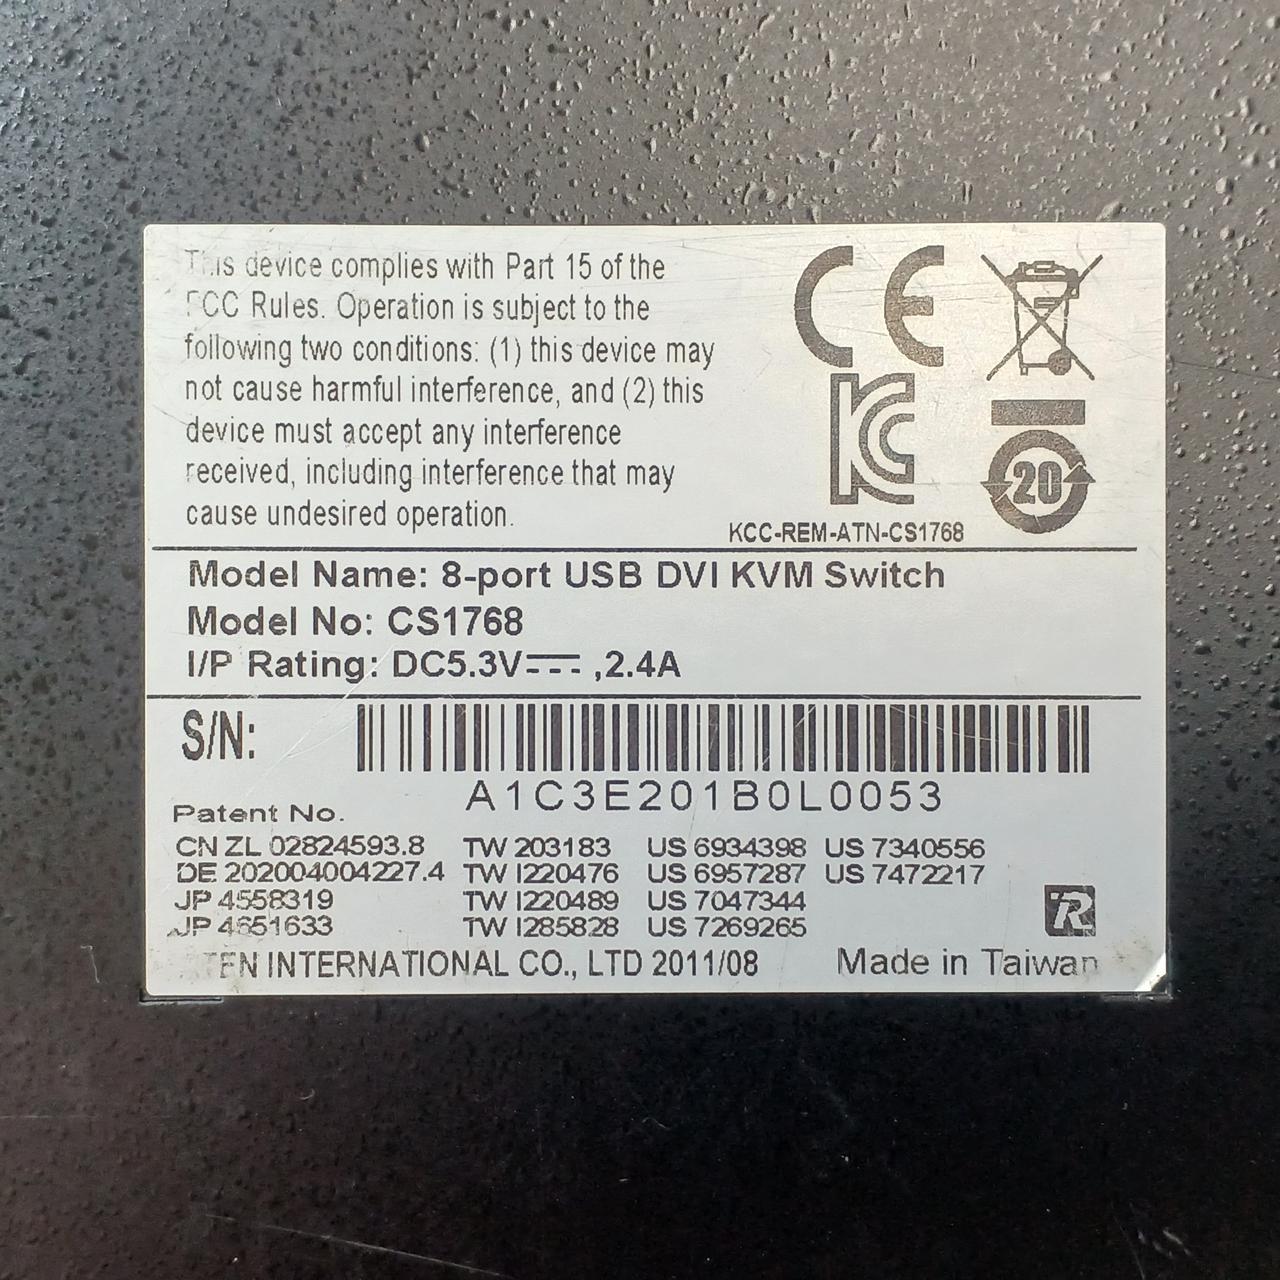 This device complies with Part 15 of the
FCC Rules. Operation is subject to the
following two conditions: (1) this device may
not cause harmful interference, and (2) this
device must accept any interference
received, including interference that may
cause undesired operation.
CE
KC
20
KCC-REM-ATN-CS1768
Model Name: 8-port USB DVI KVM Switch
Model No: CS1768
I/P Rating: DC5.3V⎓ ,2.4A
S/N:
A1C3E201B0L0053
Patent No.
CN ZL 02824593.8 TW 203183 US 6934398 US 7340556
DE 202004004227.4 TW I220476 US 6957287 US 7472217
JP 4558319 TW I220489 US 7047344
JP 4651633 TW I285828 US 7269265
R
ATEN INTERNATIONAL CO., LTD 2011/08 Made in Taiwan